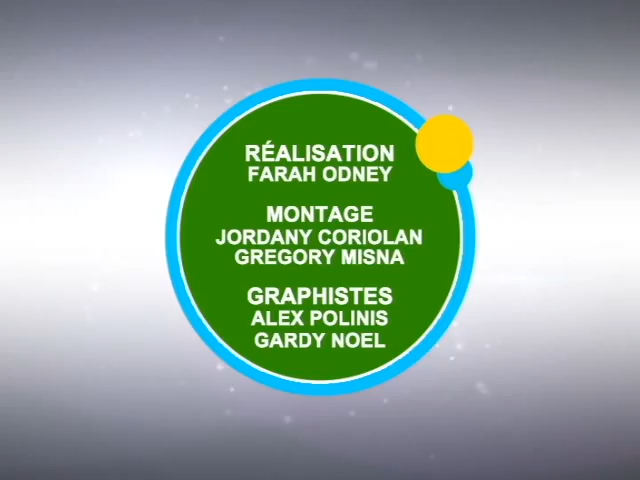 RÉALISATION
FARAH ODNEY
MONTAGE
JORDANY CORIOLAN
GREGORY MISNA
GRAPHISTES
ALEX POLINIS
GARDY NOEL